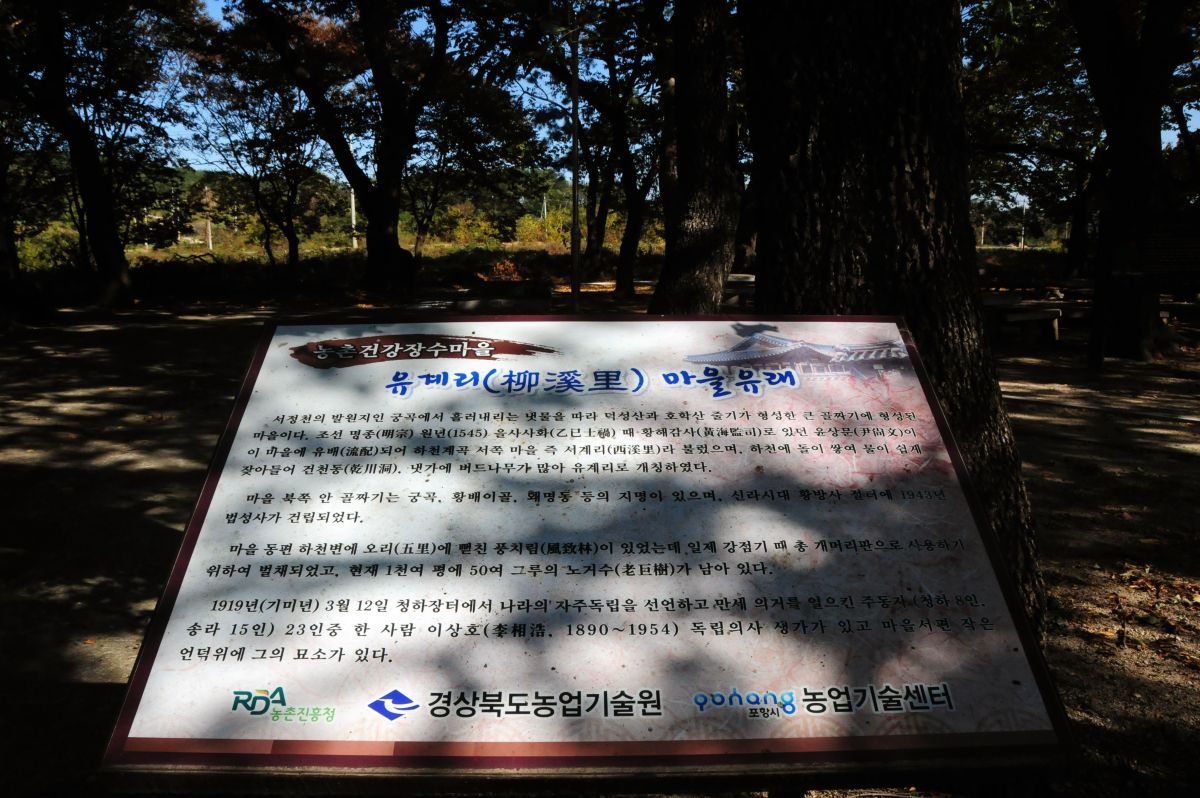 농촌건강장수마을
유계리(柳溪里) 마을유래
서정천의 발원지인 궁곡에서 흘러내리는 냇물을 따라 덕성산과 호학산 줄기가 형성한 큰 골짜기에 형성된
마을이다. 조선 명종(明宗) 원년(1545) 을사사화(乙巳士禍) 때 황해감사(黃海監司)로 있던 윤상문(尹尙文)이
이 마을에 유배(流配)되어 하천계곡 서쪽 마을 즉 서계리(西溪里)라 불렀으며, 하천에 돌이 쌓여 물이 쉽게
잦아들어 건천동(乾川洞), 냇가에 버드나무가 많아 유계리로 개칭하였다.
마을 북쪽 안 골짜기는 궁곡, 황배이골, 왜명동 등의 지명이 있으며, 신라시대 황방사 절터에 1943년
법성사가 건립되었다.
마을 동편 하천변에 오리(五里)에 뻗친 풍치림(風致林)이 있었는데 일제 강점기 때 총 개머리판으로 사용하기
위하여 벌채되었고, 현재 1천여 평에 50여 그루의 노거수(老巨樹)가 남아 있다.
1919년(기미년) 3월 12일 청하장터에서 나라의 자주독립을 선언하고 만세 의거를 일으킨 주동자(청하 8인,
송라 15인) 23인중 한 사람 이상호(李相浩, 1890~1954) 독립의사 생가가 있고 마을서편 작은
언덕위에 그의 묘소가 있다.
RDA 농촌진흥청 경상북도농업기술원 pohang 포항시 농업기술센터